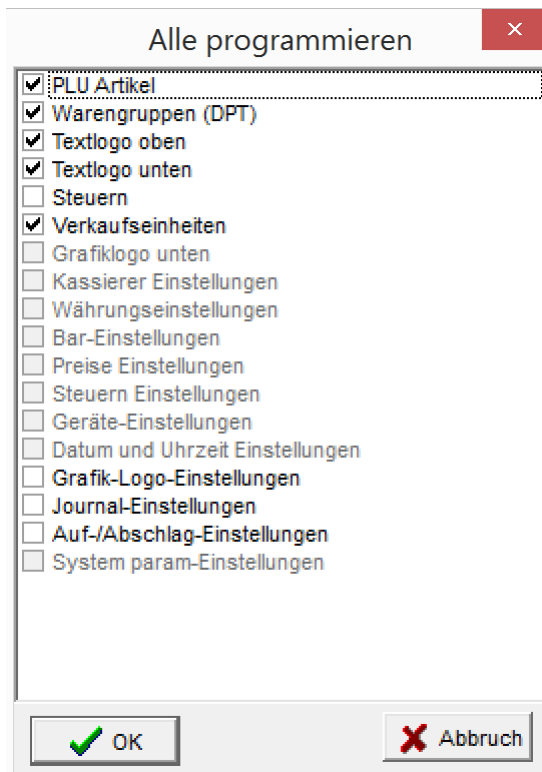 Alle programmieren
PLU Artikel
Warengruppen (DPT)
Textlogo oben
Textlogo unten
Steuern
Verkaufseinheiten
Grafiklogo unten
Kassierer Einstellungen
Währungseinstellungen
Bar-Einstellungen
Preise Einstellungen
Steuern Einstellungen
Geräte-Einstellungen
Datum und Uhrzeit Einstellungen
Grafik-Logo-Einstellungen
Journal-Einstellungen
Auf-/Abschlag-Einstellungen
System param-Einstellungen
OK Abbruch